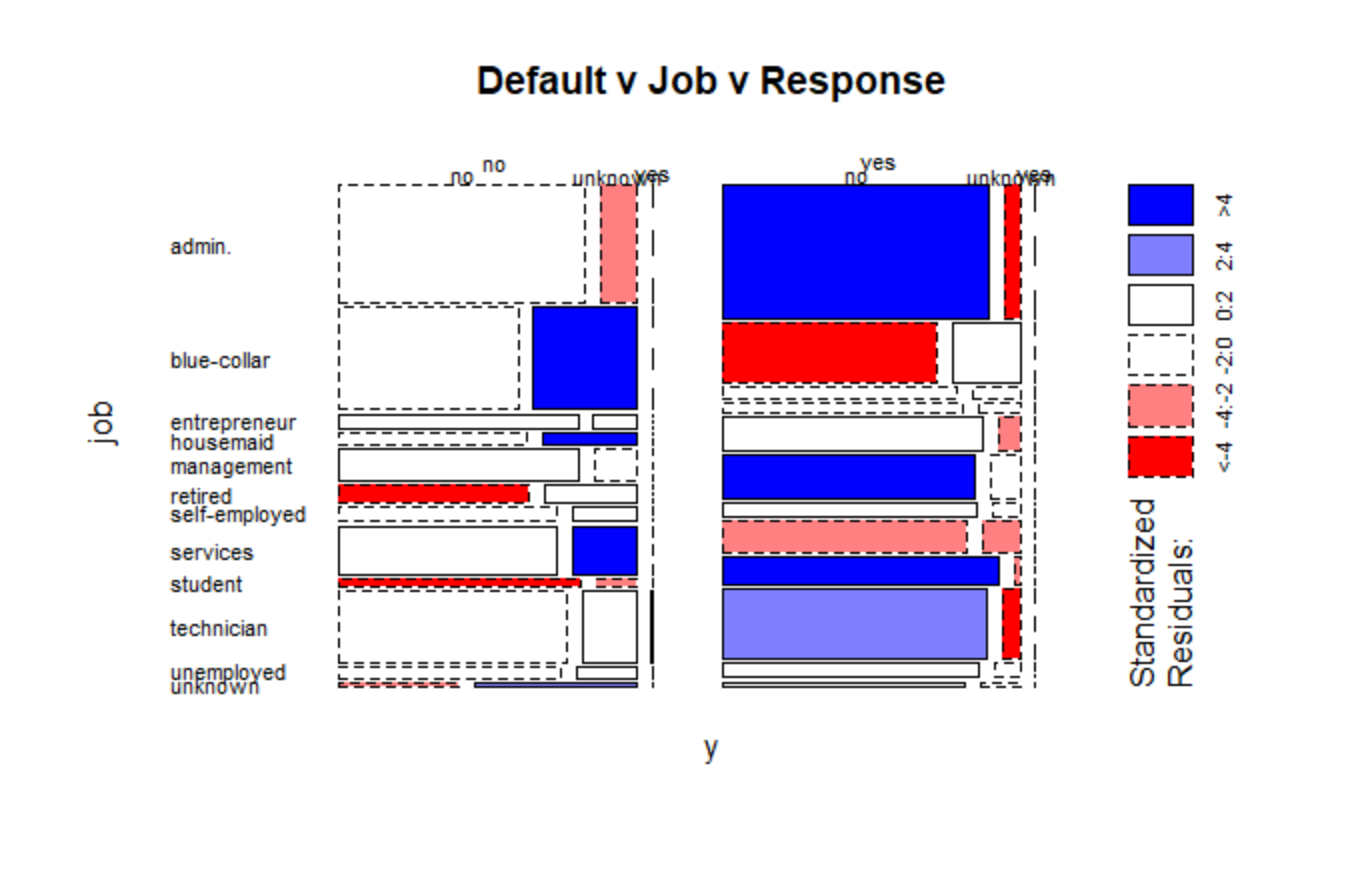 Default v Job v Response
no yes
no unknown yes no unknown yes
admin.
blue-collar
entrepreneur
housemaid
management
retired
self-employed
services
student
technician
unemployed
unknown
job
y
>4
2:4
0:2
-2:0
-4:-2
<-4
Standardized
Residuals: